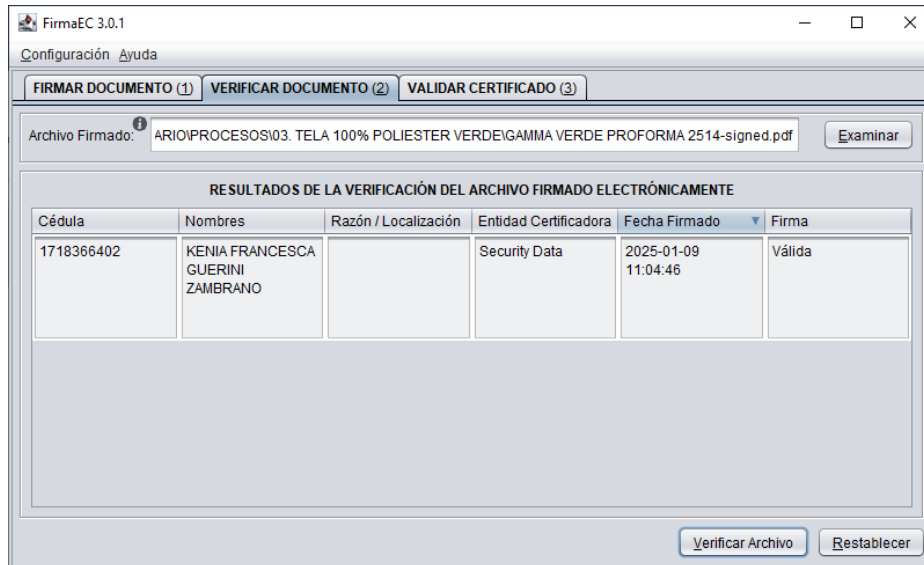 FirmaEC 3.0.1
Configuración Ayuda
FIRMAR DOCUMENTO (1) VERIFICAR DOCUMENTO (2) VALIDAR CERTIFICADO (3)
Archivo Firmado: ARIO\PROCESOS\03. TELA 100% POLIESTER VERDE\GAMMA VERDE PROFORMA 2514-signed.pdf Examinar
RESULTADOS DE LA VERIFICACIÓN DEL ARCHIVO FIRMADO ELECTRÓNICAMENTE
Cédula Nombres Razón / Localización Entidad Certificadora Fecha Firmado Firma
1718366402 KENIA FRANCESCA Security Data 2025-01-09 Válida
GUERINI 11:04:46
ZAMBRANO
Verificar Archivo Restablecer